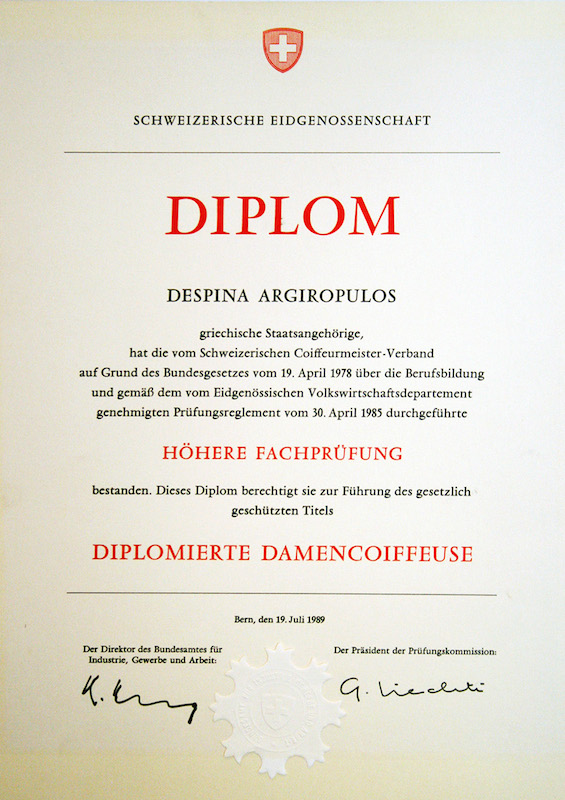 SCHWEIZERISCHE EIDGENOSSENSCHAFT
DIPLOM
DESPINA ARGIROPULOS
griechische Staatsangehörige,
hat die vom Schweizerischen Coiffeurmeister-Verband
auf Grund des Bundesgesetzes vom 19. April 1978 über die Berufsbildung
und gemäß dem vom Eidgenössischen Volkswirtschaftsdepartement
genehmigten Prüfungsreglement vom 30. April 1985 durchgeführte
HÖHERE FACHPRÜFUNG
bestanden. Dieses Diplom berechtigt sie zur Führung des gesetzlich
geschützten Titels
DIPLOMIERTE DAMENCOIFFEUSE
Bern, den 19. Juli 1989
Der Direktor des Bundesamtes für
Industrie, Gewerbe und Arbeit:
Der Präsident der Prüfungskommission: